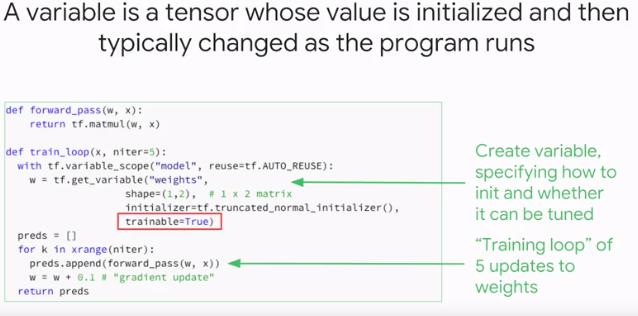 A variable is a tensor whose value is initialized and then
typically changed as the program runs
def forward_pass(w, x):
    return tf.matmul(w, x)
def train_loop(x, niter=5):
  with tf.variable_scope("model", reuse=tf.AUTO_REUSE):
    w = tf.get_variable("weights",
                        shape=(1,2),  # 1 x 2 matrix
                        initializer=tf.truncated_normal_initializer(),
                        trainable=True)
  preds = []
  for k in xrange(niter):
    preds.append(forward_pass(w, x))
    w = w + 0.1 # "gradient update"
  return preds
Create variable,
specifying how to
init and whether
it can be tuned
“Training loop” of
5 updates to
weights